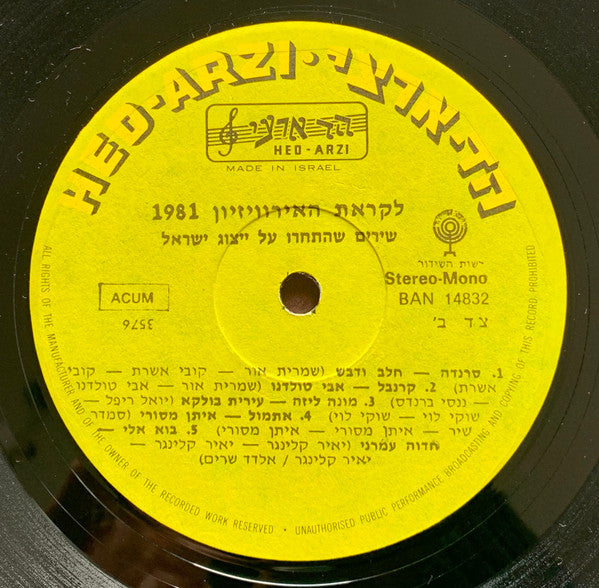 HED-ARZI · הד-ארצי
הד ארצי
HED-ARZI
MADE IN ISRAEL
לקראת האירוויזיון 1981
שירים שהתחרו על ייצוג ישראל
רשות השידור
Stereo-Mono
BAN 14832
ACUM
3576
צד ב'
1. סרנדה — חלב ודבש (שמרית אור — קובי אשרת — קובי
אשרת) 2. קרנבל — אבי טולדנו (שמרית אור — אבי טולדנו
— ננסי ברנדס) 3. מונה ליזה — עירית בולקא (יואל ריפל —
שוקי לוי — שוקי לוי) 4. אתמול — איתן מסורי (סמדר
שיר — איתן מסורי — איתן מסורי) 5. בוא אלי —
חדוה עמרני (יאיר קלינגר — יאיר קלינגר —
יאיר קלינגר / אלדד שרים)
ALL RIGHTS OF THE MANUFACTURER AND OF THE OWNER OF THE RECORDED WORK RESERVED · UNAUTHORISED PUBLIC PERFORMANCE BROADCASTING AND COPYING OF THIS RECORD PROHIBITED